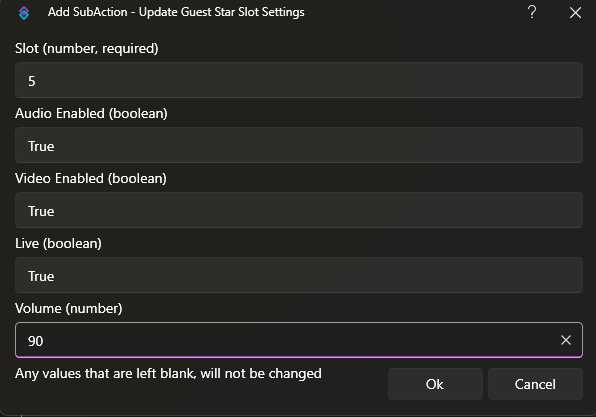 Add SubAction - Update Guest Star Slot Settings
Slot (number, required)
5
Audio Enabled (boolean)
True
Video Enabled (boolean)
True
Live (boolean)
True
Volume (number)
90
Any values that are left blank, will not be changed
Ok
Cancel